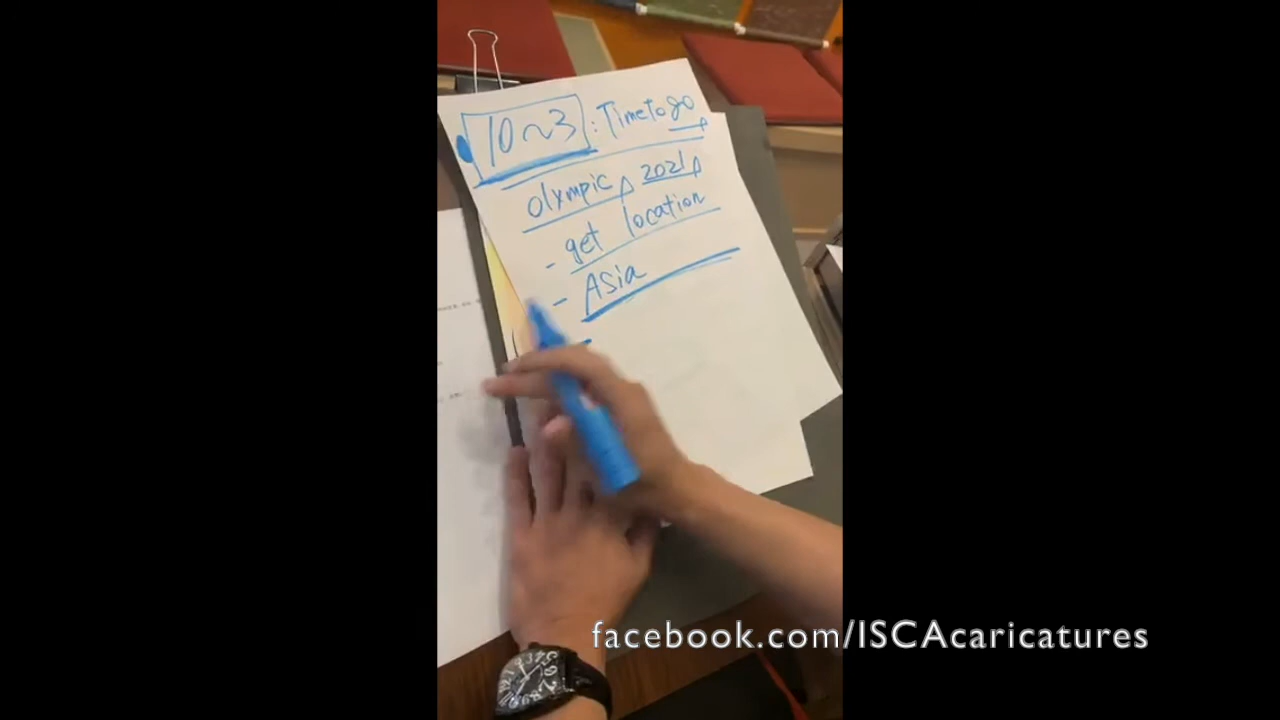 10~3 : Time to go
olympic 2021
- get location
- Asia
facebook.com/ISCAcaricatures